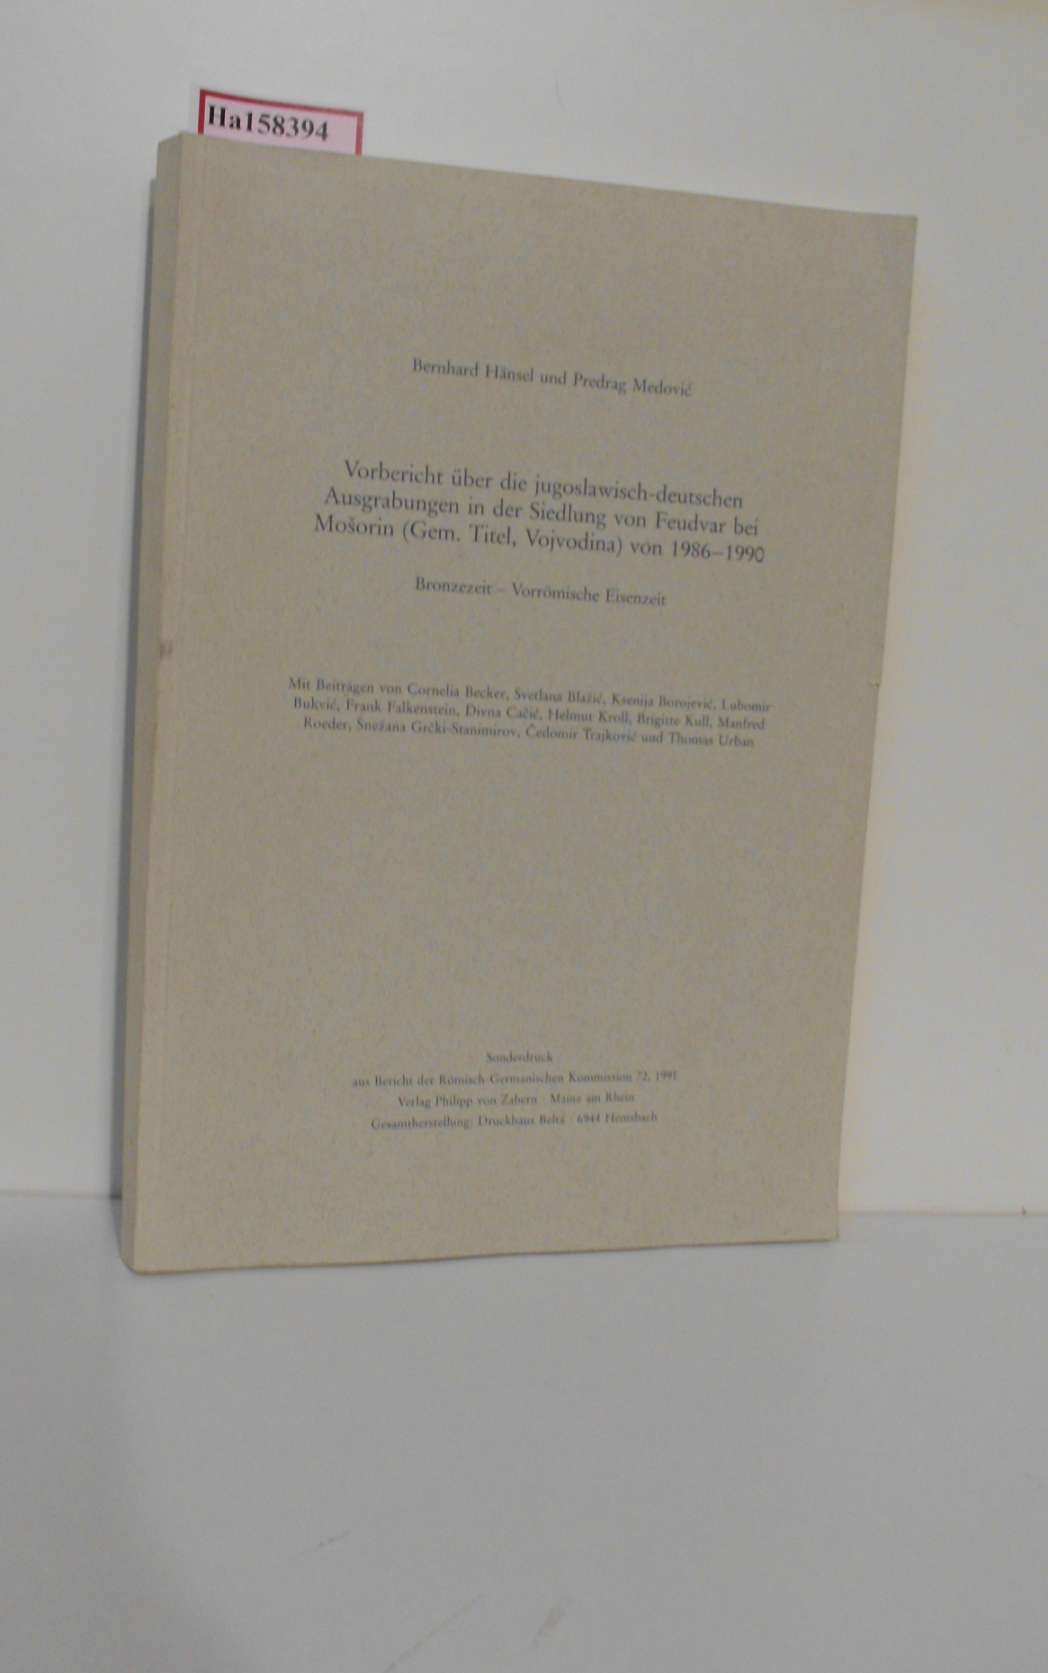 Ha158394
Bernhard Hänsel und Predrag Medović
Vorbericht über die jugoslawisch-deutschen
Ausgrabungen in der Siedlung von Feudvar bei
Mošorin (Gem. Titel, Vojvodina) von 1986–1990
Bronzezeit – Vorrömische Eisenzeit
Mit Beiträgen von Cornelia Becker, Svetlana Blažić, Ksenija Borojević, Lubomir
Bukvić, Frank Falkenstein, Divna Čačić, Helmut Kroll, Brigitte Kull, Manfred
Roeder, Snežana Grčki-Stanimirov, Čedomir Trajković und Thomas Urban
Sonderdruck
aus Bericht der Römisch-Germanischen Kommission 72, 1991
Verlag Philipp von Zabern · Mainz am Rhein
Gesamtherstellung: Druckhaus Beltz · 6944 Hemsbach